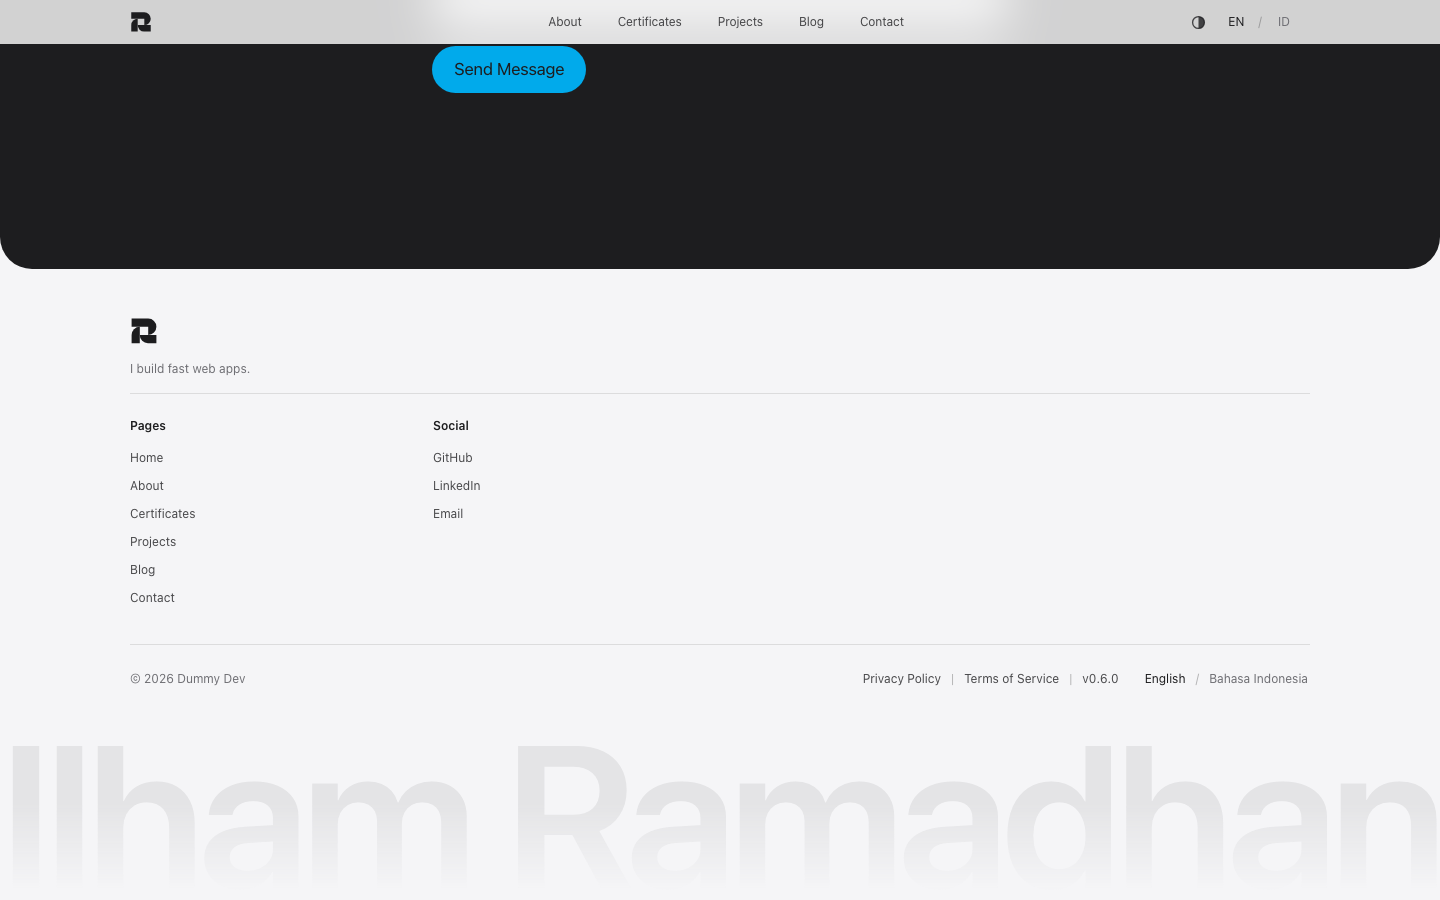 About Certificates Projects Blog Contact EN / ID
Send Message
I build fast web apps.
Pages
Home
About
Certificates
Projects
Blog
Contact
Social
GitHub
LinkedIn
Email
© 2026 Dummy Dev
Privacy Policy | Terms of Service | v0.6.0 English / Bahasa Indonesia
Ilham Ramadhan